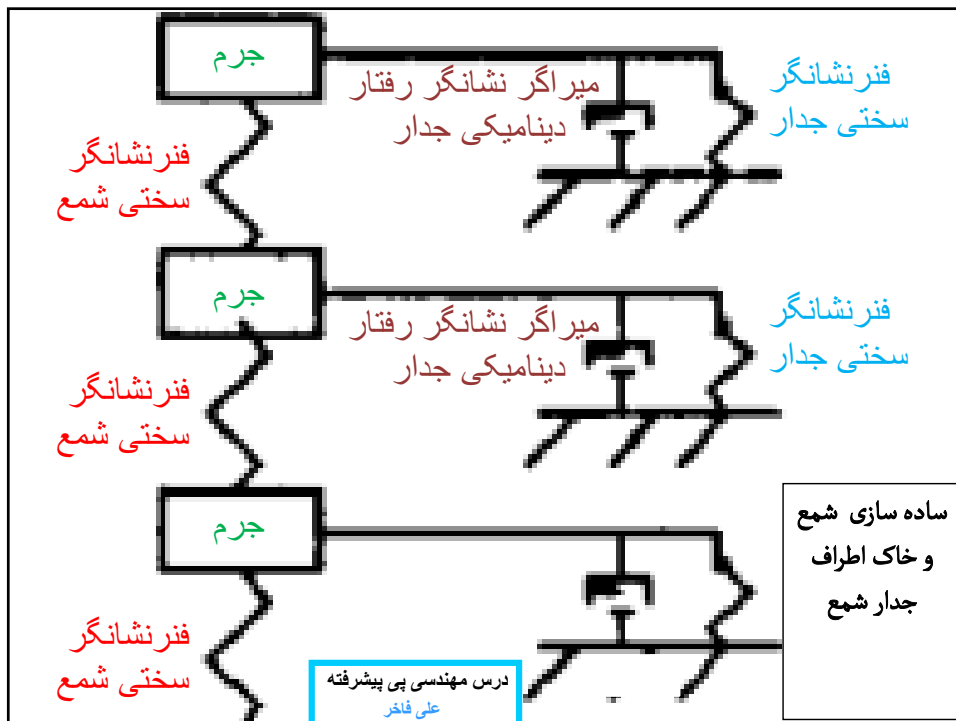 جرم
میراگر نشانگر رفتار
دینامیکی جدار
فنرنشانگر
سختی جدار
فنرنشانگر
سختی شمع
جرم
میراگر نشانگر رفتار
دینامیکی جدار
فنرنشانگر
سختی جدار
فنرنشانگر
سختی شمع
جرم
ساده سازی شمع
و خاک اطراف
جدار شمع
فنرنشانگر
سختی شمع
درس مهندسی پی پیشرفته
علی فاخر